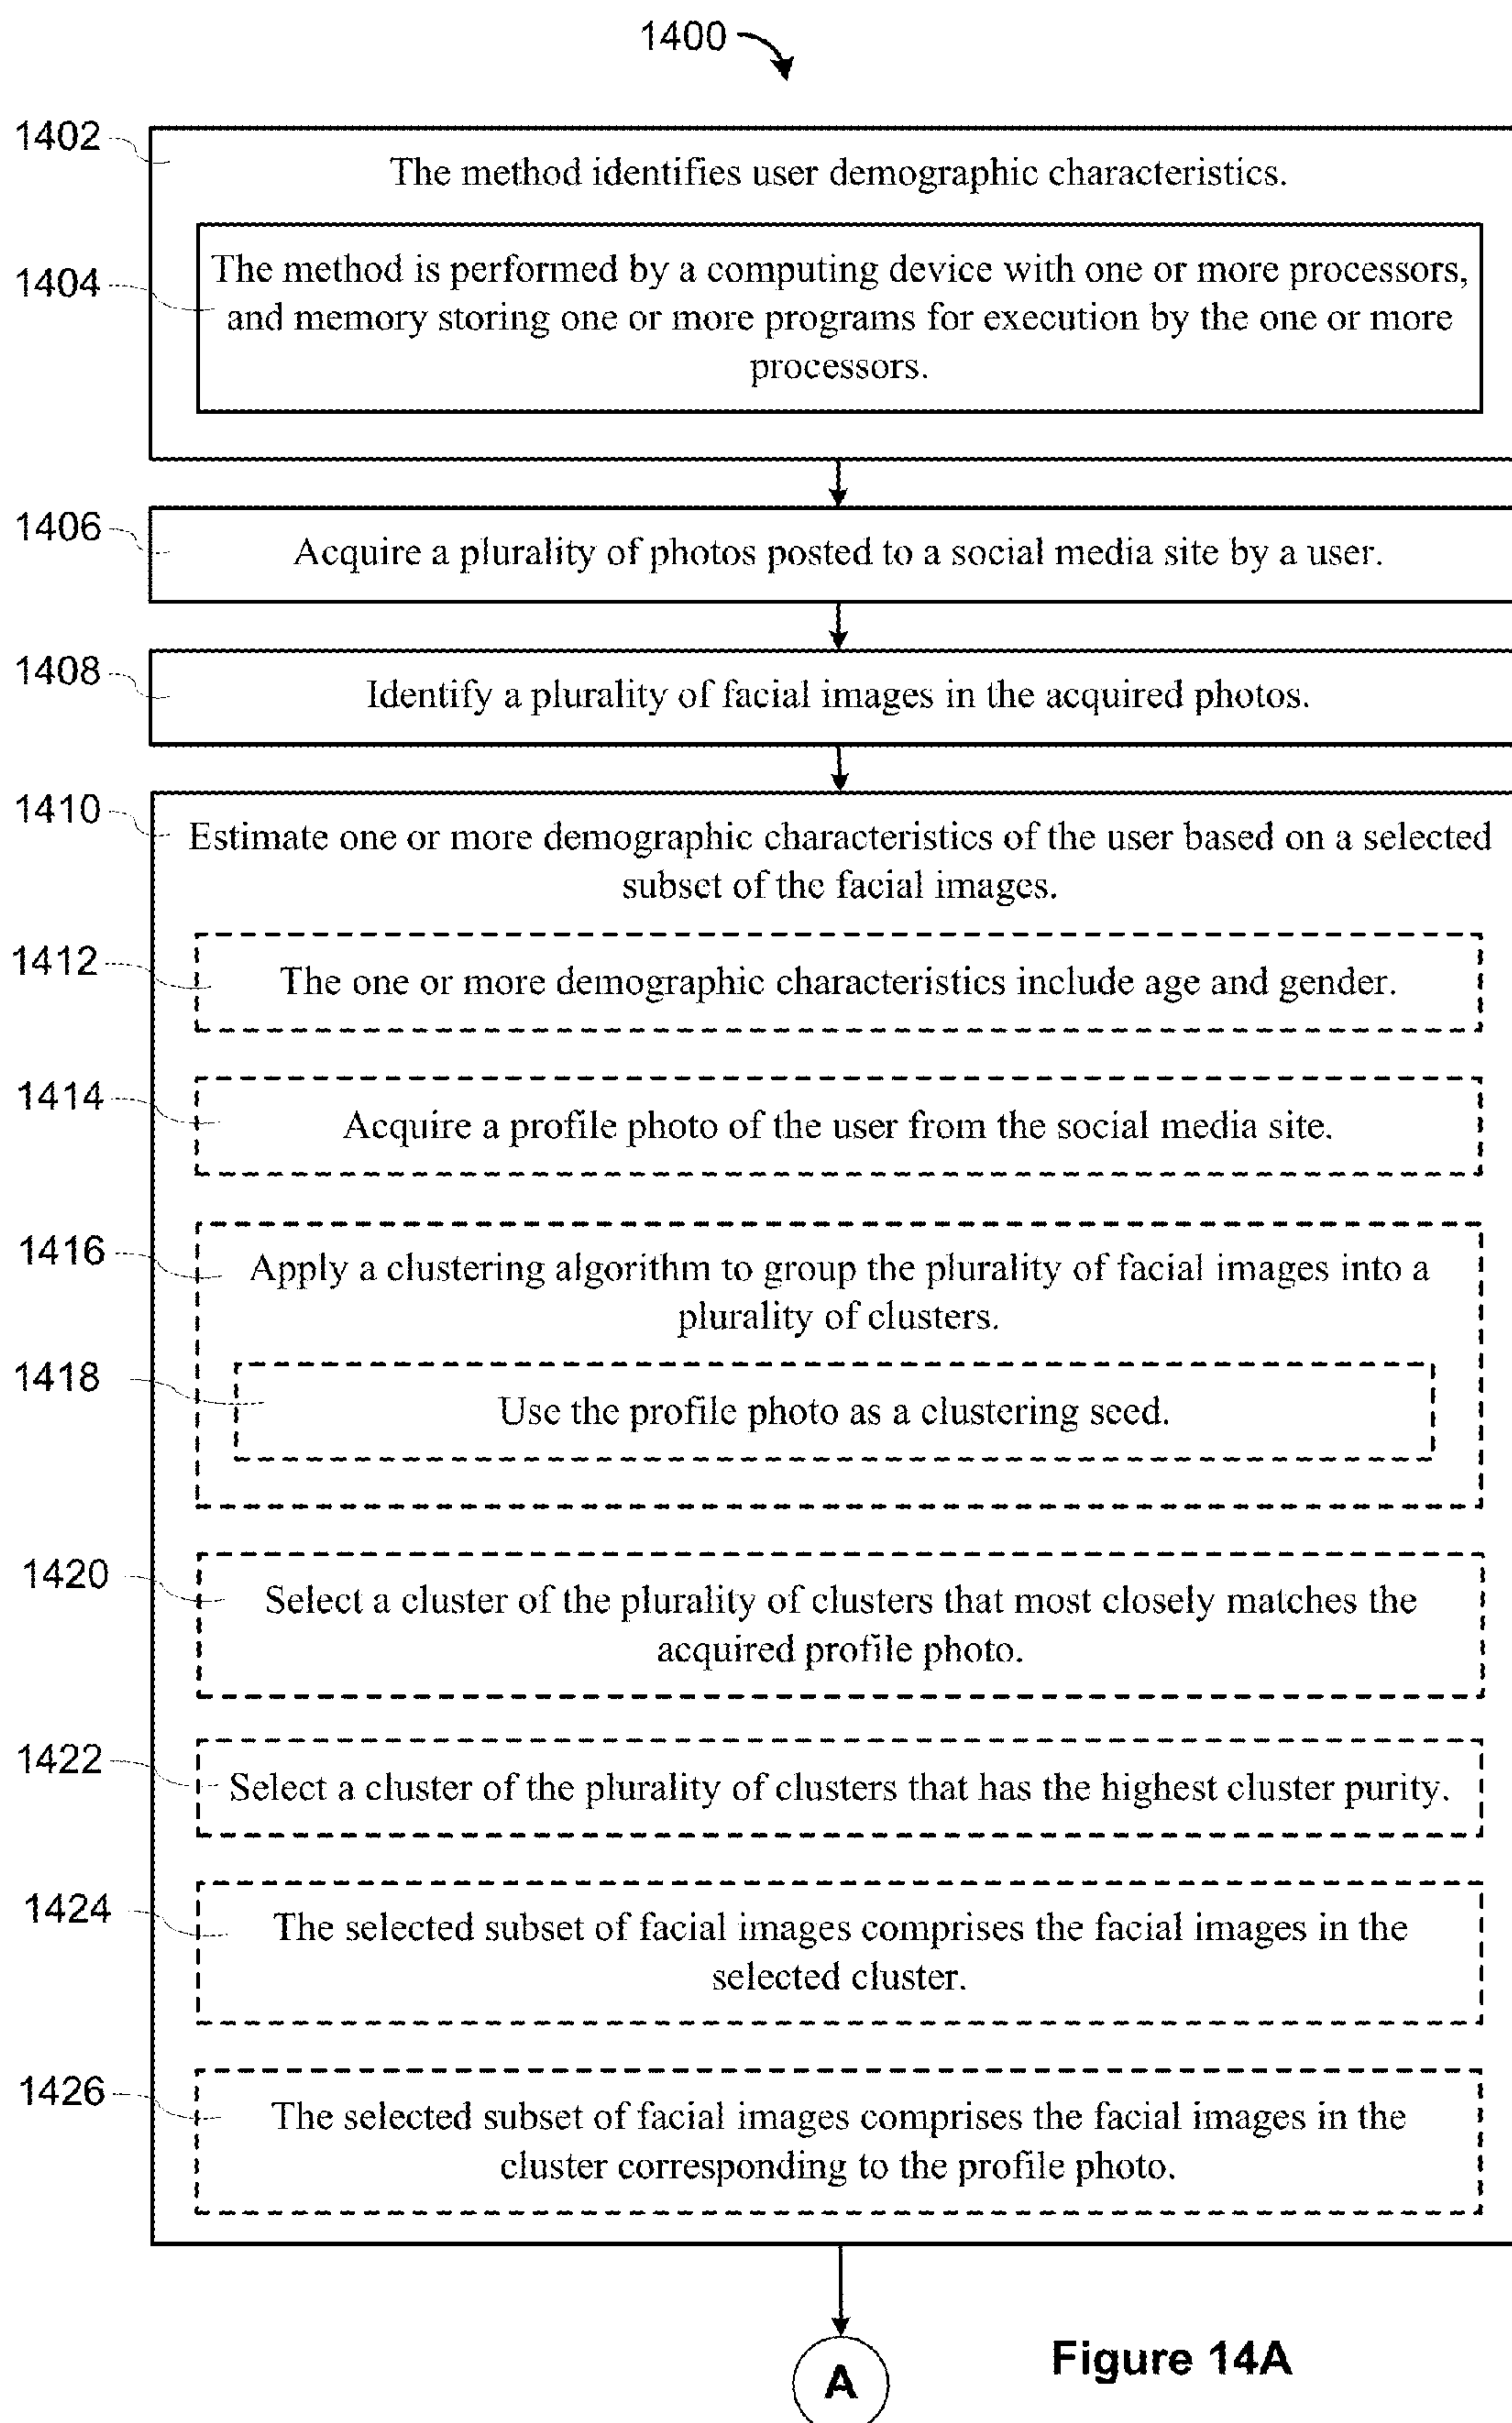 1400
1402
The method identifies user demographic characteristics.
1404
The method is performed by a computing device with one or more processors,
and memory storing one or more programs for execution by the one or more
processors.
1406
Acquire a plurality of photos posted to a social media site by a user.
1408
Identify a plurality of facial images in the acquired photos.
1410
Estimate one or more demographic characteristics of the user based on a selected
subset of the facial images.
1412
The one or more demographic characteristics include age and gender.
1414
Acquire a profile photo of the user from the social media site.
1416
Apply a clustering algorithm to group the plurality of facial images into a
plurality of clusters.
1418
Use the profile photo as a clustering seed.
1420
Select a cluster of the plurality of clusters that most closely matches the
acquired profile photo.
1422
Select a cluster of the plurality of clusters that has the highest cluster purity.
1424
The selected subset of facial images comprises the facial images in the
selected cluster.
1426
The selected subset of facial images comprises the facial images in the
cluster corresponding to the profile photo.
A
Figure 14A